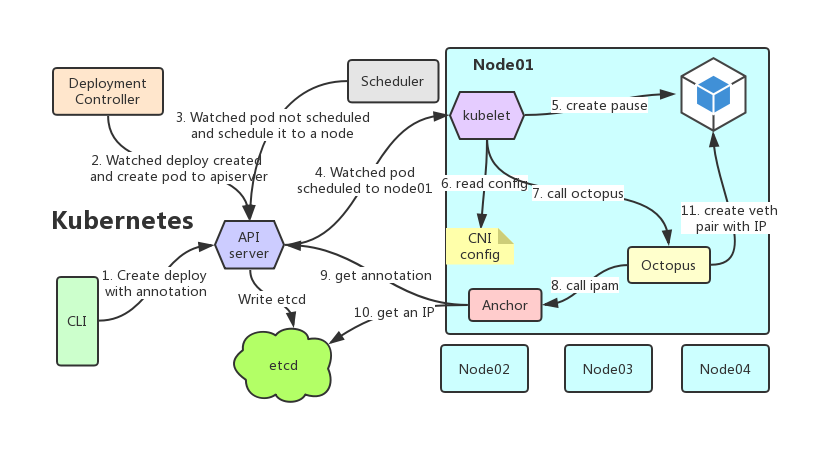 Node01
Deployment
Controller
Scheduler
kubelet
5. create pause
3. Watched pod not scheduled
and schedule it to a node
2. Watched deploy created
and create pod to apiserver
4. Watched pod
scheduled to node01
6. read config
7. call octopus
11. create veth
pair with IP
Kubernetes
API
server
CNI
config
1. Create deploy
with annotation
9. get annotation
8. call ipam
Octopus
Write etcd
10. get an IP
Anchor
CLI
etcd
Node02
Node03
Node04